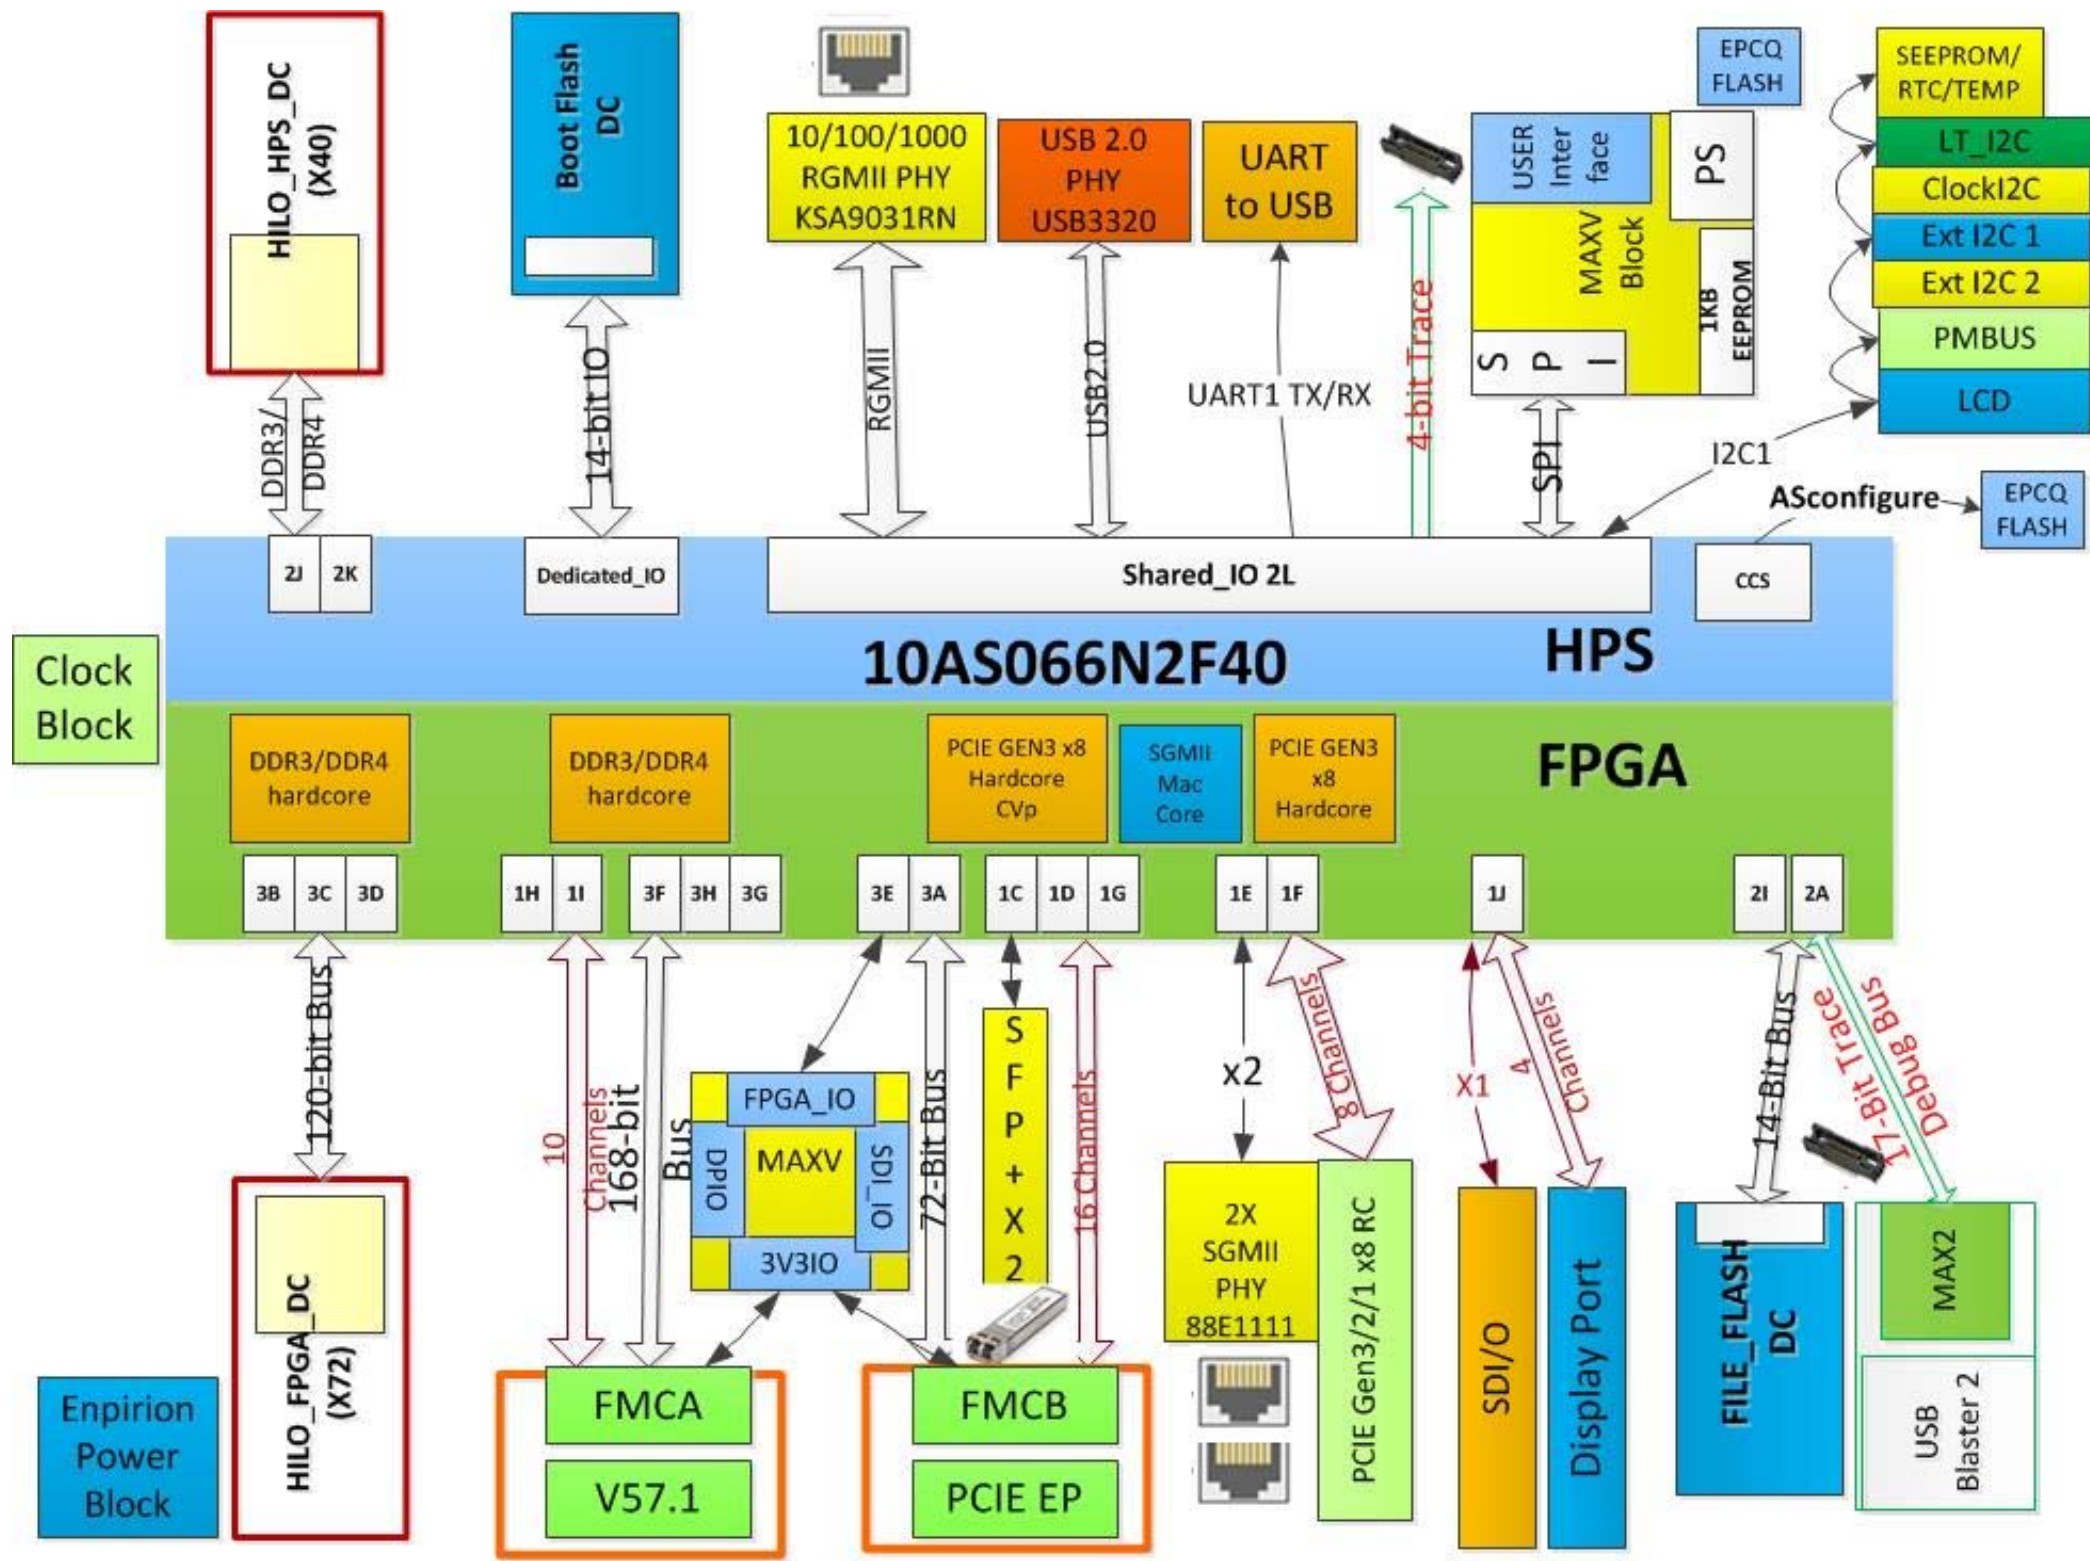 HILO_HPS_DC
(X40)
Boot Flash
DC
10/100/1000
RGMII PHY
KSA9031RN
USB 2.0
PHY
USB3320
UART
to USB
USER
Inter
face
MAXV
Block
PS
1KB
EEPROM
S P I
EPCQ
FLASH
SEEPROM/
RTC/TEMP
LT_I2C
ClockI2C
Ext I2C 1
Ext I2C 2
PMBUS
LCD
DDR3/
DDR4
14-bit IO
RGMII
USB2.0
UART1 TX/RX
4-bit Trace
SPI
I2C1
ASconfigure
EPCQ
FLASH
2J
2K
Dedicated_IO
Shared_IO 2L
CCS
10AS066N2F40
HPS
Clock
Block
DDR3/DDR4
hardcore
DDR3/DDR4
hardcore
PCIE GEN3 x8
Hardcore
CVp
SGMII
Mac
Core
PCIE GEN3
x8
Hardcore
FPGA
3B
3C
3D
1H
1I
3F
3H
3G
3E
3A
1C
1D
1G
1E
1F
1J
2I
2A
120-bit Bus
10
Channels
168-bit
Bus
FPGA_IO
DPIO
MAXV
SDI_IO
3V3IO
72-Bit Bus
S
F
P
+
X
2
16 Channels
x2
8 Channels
X1
4
Channels
14-Bit Bus
17-Bit Trace
Debug Bus
HILO_FPGA_DC
(X72)
Enpirion
Power
Block
FMCA
V57.1
FMCB
PCIE EP
2X
SGMII
PHY
88E1111
PCIE Gen3/2/1 x8 RC
SDI/O
Display Port
FILE_FLASH
DC
MAX2
USB
Blaster 2